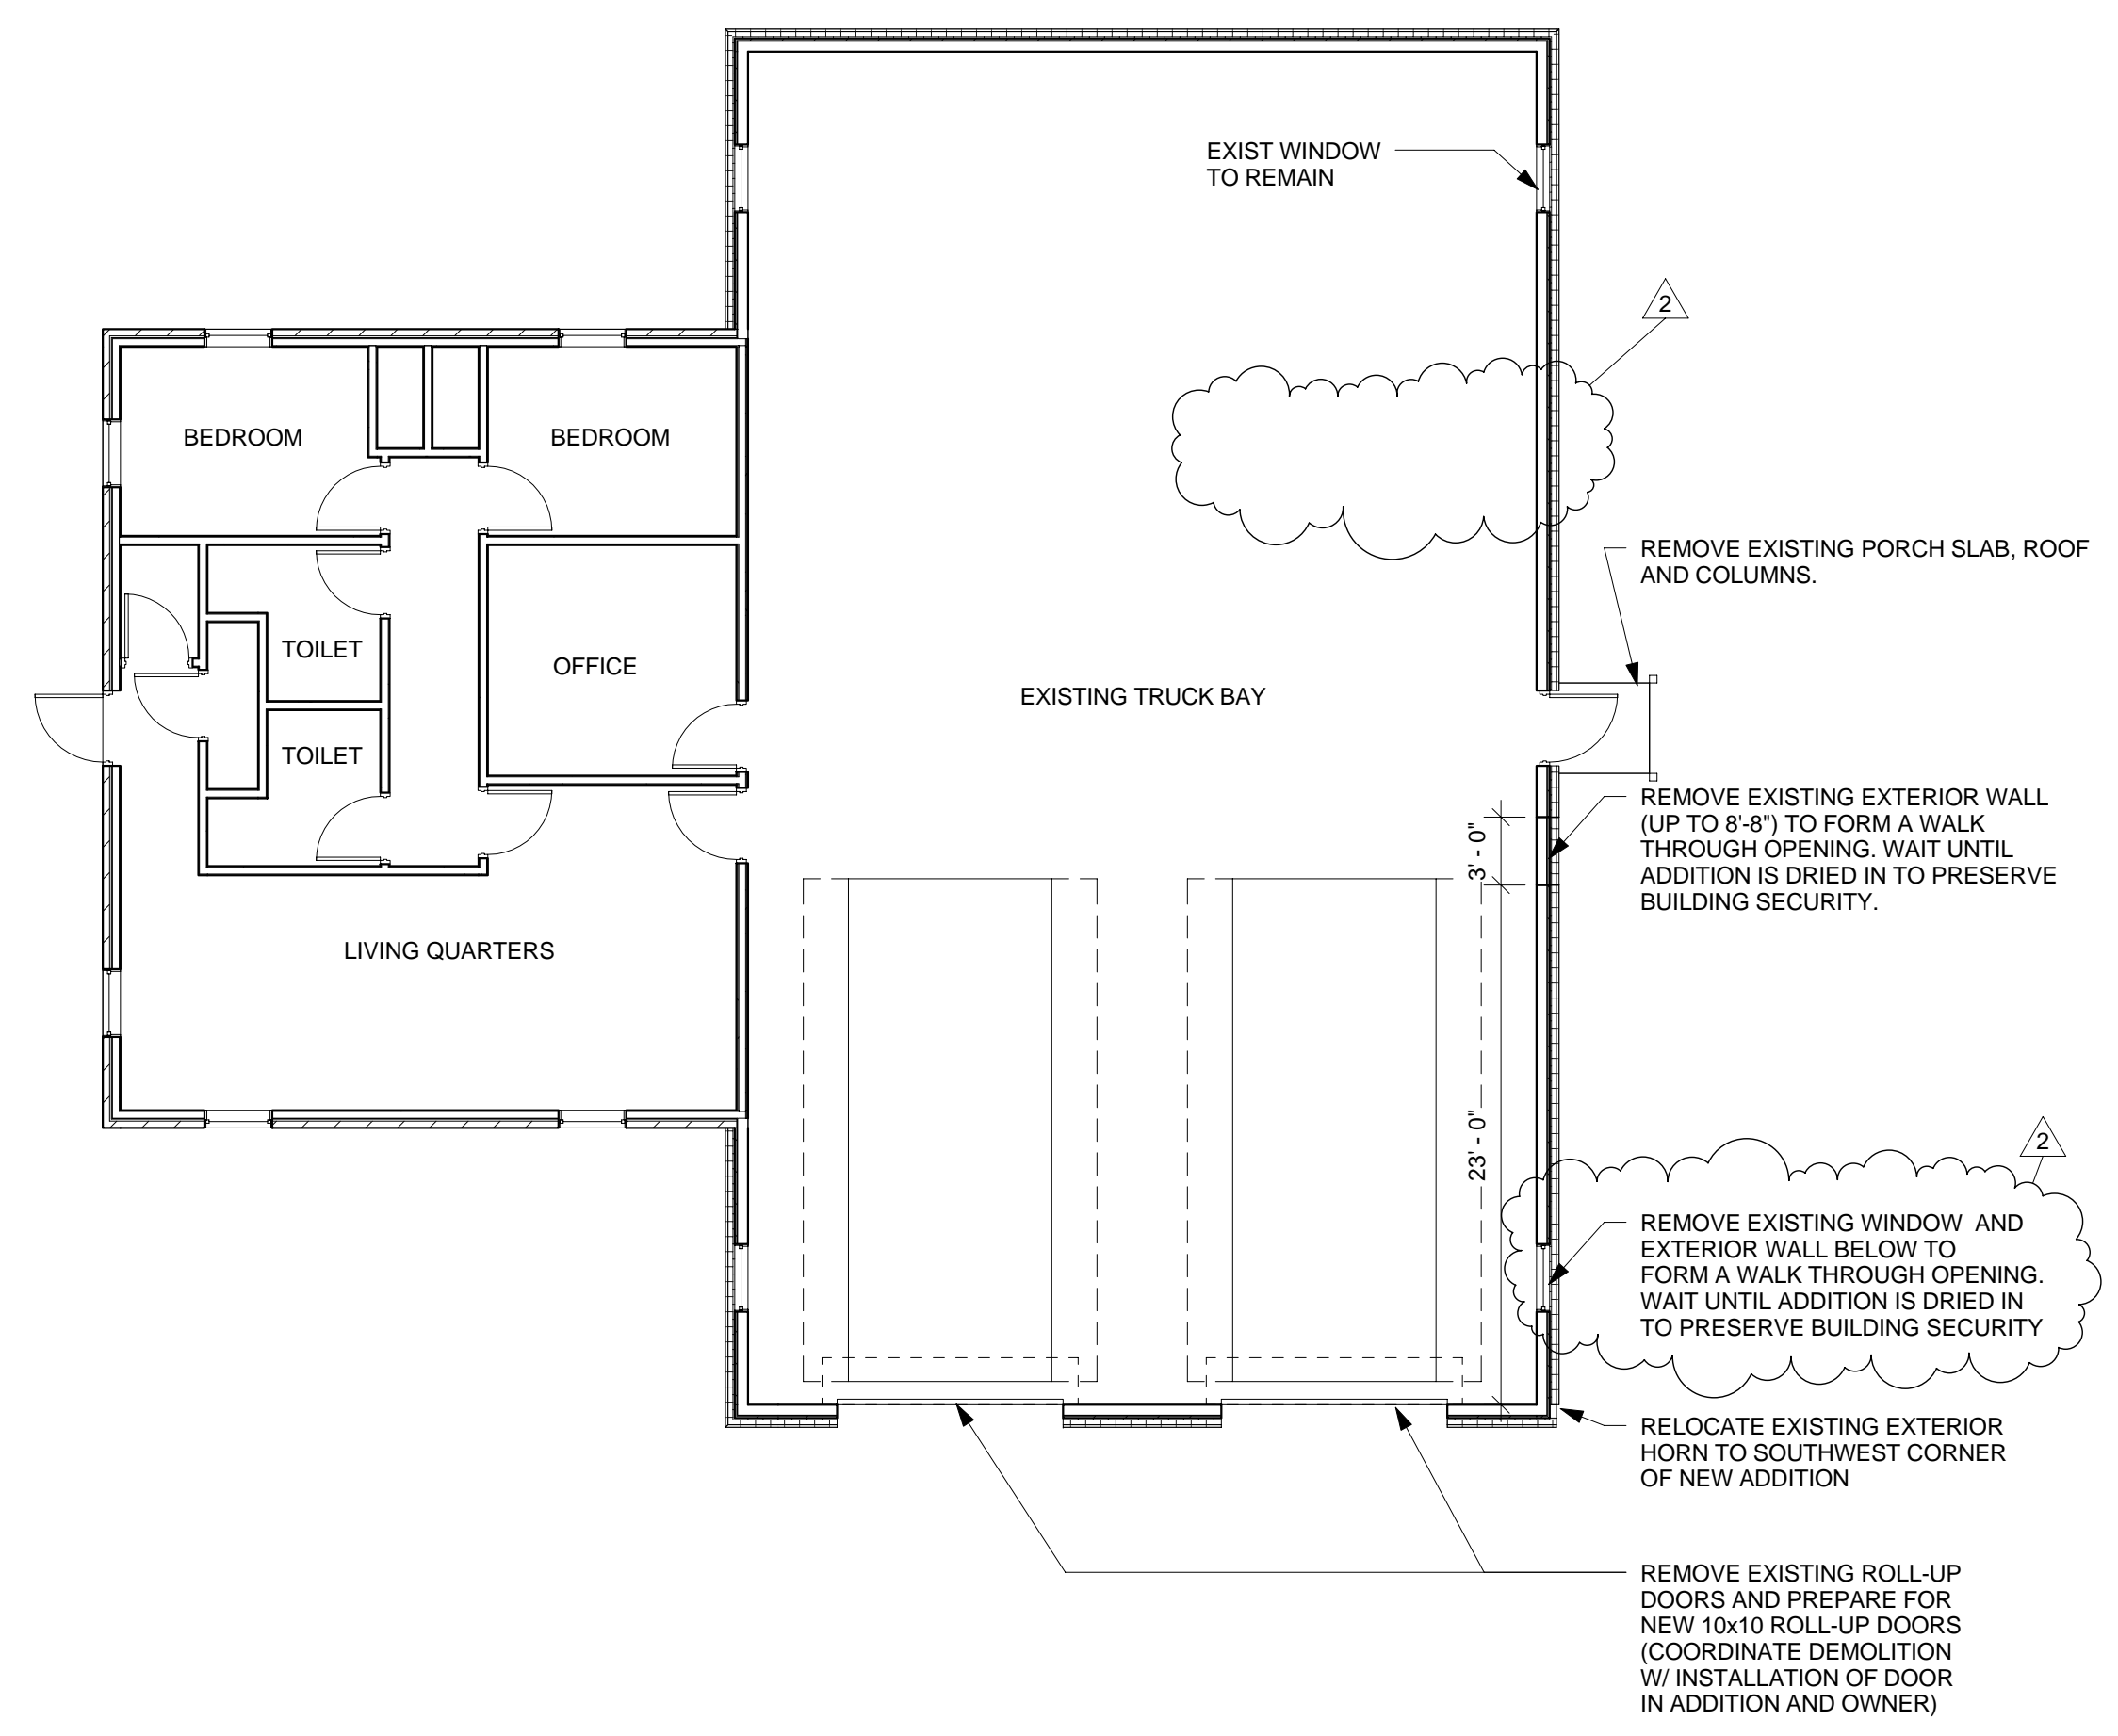 EXIST WINDOW
TO REMAIN
2
BEDROOM
BEDROOM
REMOVE EXISTING PORCH SLAB, ROOF
AND COLUMNS.
TOILET
OFFICE
EXISTING TRUCK BAY
TOILET
REMOVE EXISTING EXTERIOR WALL
(UP TO 8'-8") TO FORM A WALK
THROUGH OPENING. WAIT UNTIL
ADDITION IS DRIED IN TO PRESERVE
BUILDING SECURITY.
3' - 0"
LIVING QUARTERS
23' - 0"
2
REMOVE EXISTING WINDOW  AND
EXTERIOR WALL BELOW TO
FORM A WALK THROUGH OPENING.
WAIT UNTIL ADDITION IS DRIED IN
TO PRESERVE BUILDING SECURITY
RELOCATE EXISTING EXTERIOR
HORN TO SOUTHWEST CORNER
OF NEW ADDITION
REMOVE EXISTING ROLL-UP
DOORS AND PREPARE FOR
NEW 10x10 ROLL-UP DOORS
(COORDINATE DEMOLITION
W/ INSTALLATION OF DOOR
IN ADDITION AND OWNER)